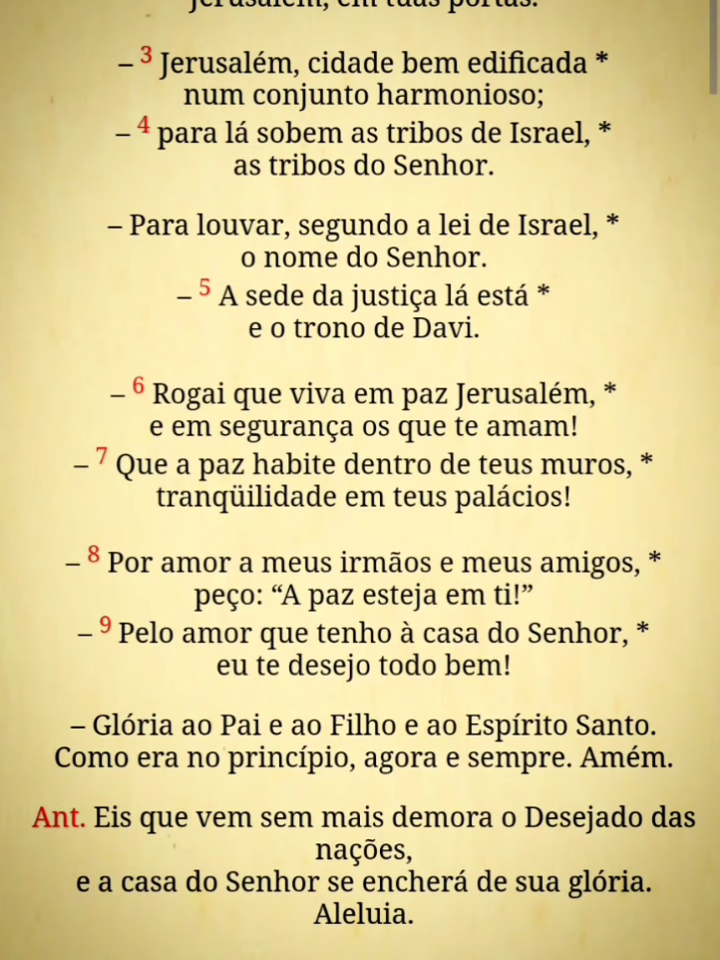 Jerusalém, em tuas portas.
– 3 Jerusalém, cidade bem edificada *
num conjunto harmonioso;
– 4 para lá sobem as tribos de Israel, *
as tribos do Senhor.
– Para louvar, segundo a lei de Israel, *
o nome do Senhor.
– 5 A sede da justiça lá está *
e o trono de Davi.
– 6 Rogai que viva em paz Jerusalém, *
e em segurança os que te amam!
– 7 Que a paz habite dentro de teus muros, *
tranqüilidade em teus palácios!
– 8 Por amor a meus irmãos e meus amigos, *
peço: “A paz esteja em ti!”
– 9 Pelo amor que tenho à casa do Senhor, *
eu te desejo todo bem!
– Glória ao Pai e ao Filho e ao Espírito Santo.
Como era no princípio, agora e sempre. Amém.
Ant. Eis que vem sem mais demora o Desejado das
nações,
e a casa do Senhor se encherá de sua glória.
Aleluia.